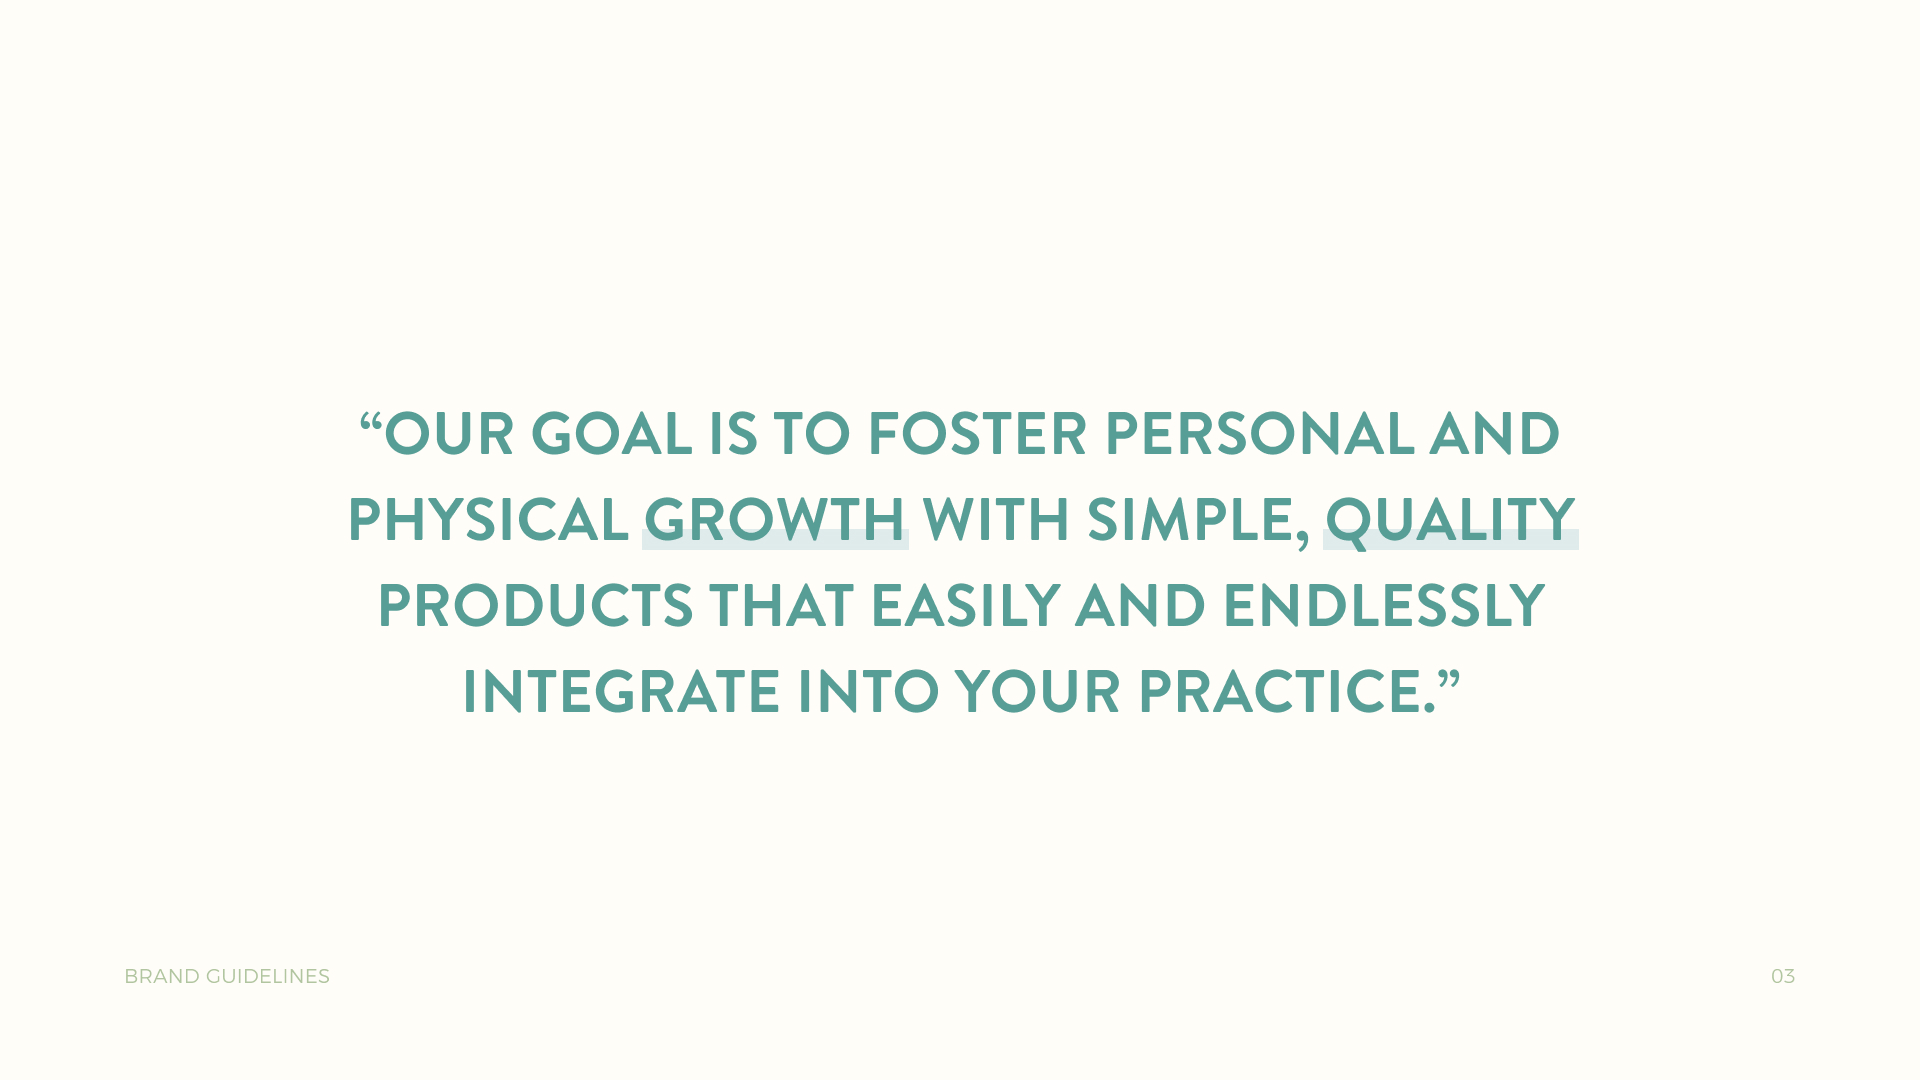 “OUR GOAL IS TO FOSTER PERSONAL AND
PHYSICAL GROWTH WITH SIMPLE, QUALITY
PRODUCTS THAT EASILY AND ENDLESSLY
INTEGRATE INTO YOUR PRACTICE.”
BRAND GUIDELINES
03